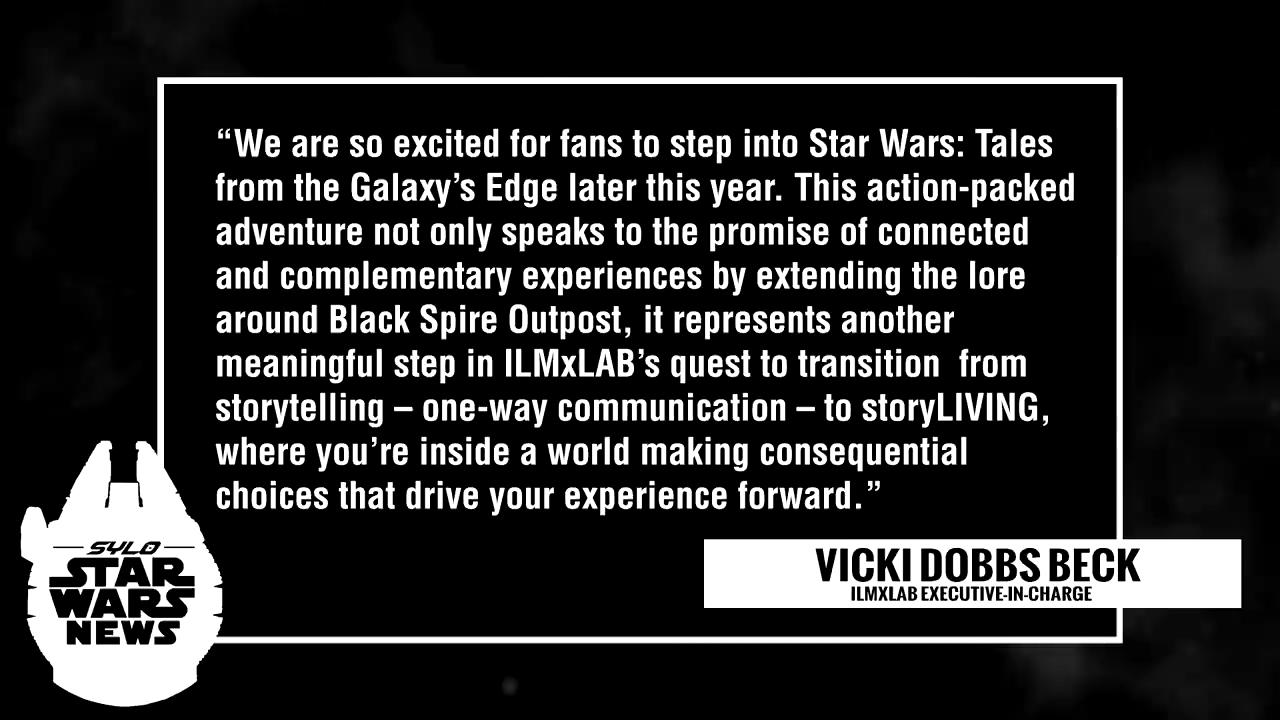 “We are so excited for fans to step into Star Wars: Tales
from the Galaxy’s Edge later this year. This action-packed
adventure not only speaks to the promise of connected
and complementary experiences by extending the lore
around Black Spire Outpost, it represents another
meaningful step in ILMxLAB’s quest to transition  from
storytelling – one-way communication – to storyLIVING,
where you’re inside a world making consequential
choices that drive your experience forward.”
VICKI DOBBS BECK
ILMXLAB EXECUTIVE-IN-CHARGE
SYLO
STAR
WARS
NEWS